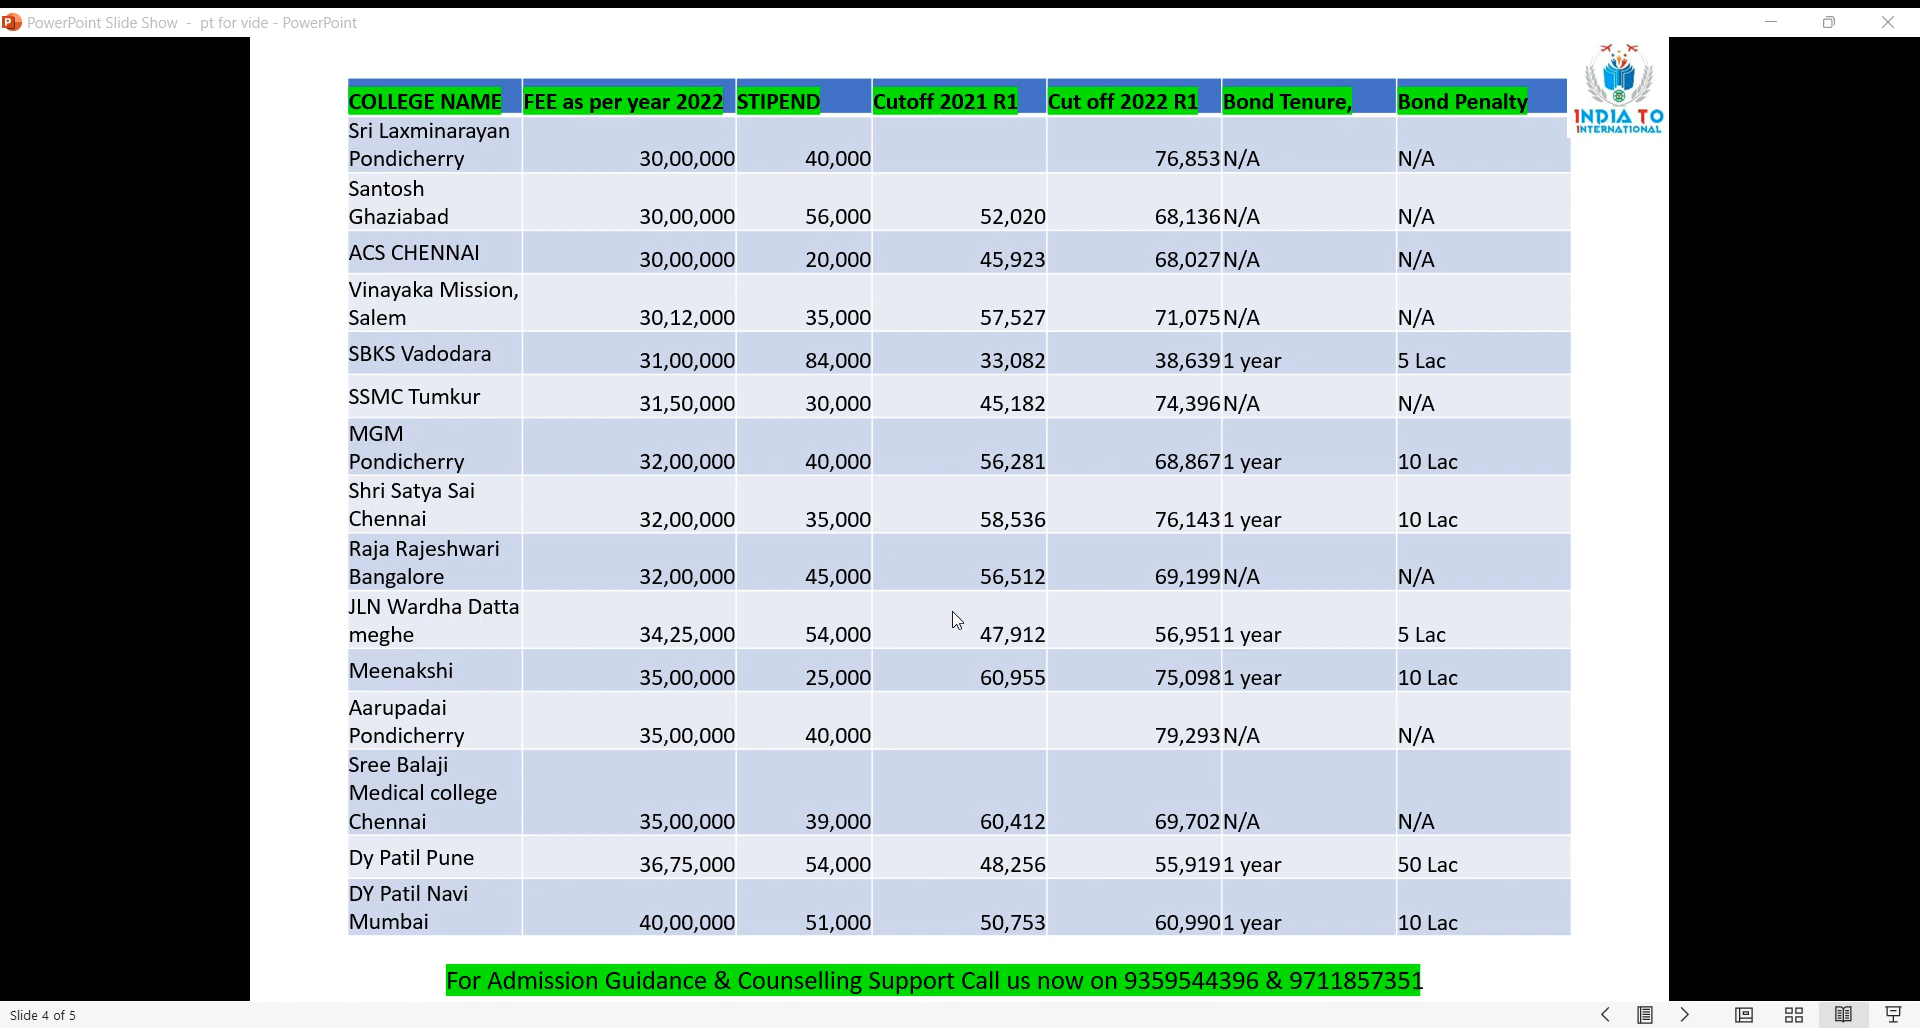 PowerPoint Slide Show - pt for vide - PowerPoint
INDIA TO
INTERNATIONAL
COLLEGE NAME FEE as per year 2022 STIPEND Cutoff 2021 R1 Cut off 2022 R1 Bond Tenure, Bond Penalty
Sri Laxminarayan
Pondicherry 30,00,000 40,000 76,853 N/A N/A
Santosh
Ghaziabad 30,00,000 56,000 52,020 68,136 N/A N/A
ACS CHENNAI 30,00,000 20,000 45,923 68,027 N/A N/A
Vinayaka Mission,
Salem 30,12,000 35,000 57,527 71,075 N/A N/A
SBKS Vadodara 31,00,000 84,000 33,082 38,639 1 year 5 Lac
SSMC Tumkur 31,50,000 30,000 45,182 74,396 N/A N/A
MGM
Pondicherry 32,00,000 40,000 56,281 68,867 1 year 10 Lac
Shri Satya Sai
Chennai 32,00,000 35,000 58,536 76,143 1 year 10 Lac
Raja Rajeshwari
Bangalore 32,00,000 45,000 56,512 69,199 N/A N/A
JLN Wardha Datta
meghe 34,25,000 54,000 47,912 56,951 1 year 5 Lac
Meenakshi 35,00,000 25,000 60,955 75,098 1 year 10 Lac
Aarupadai
Pondicherry 35,00,000 40,000 79,293 N/A N/A
Sree Balaji
Medical college
Chennai 35,00,000 39,000 60,412 69,702 N/A N/A
Dy Patil Pune 36,75,000 54,000 48,256 55,919 1 year 50 Lac
DY Patil Navi
Mumbai 40,00,000 51,000 50,753 60,990 1 year 10 Lac
For Admission Guidance & Counselling Support Call us now on 9359544396 & 9711857351
Slide 4 of 5